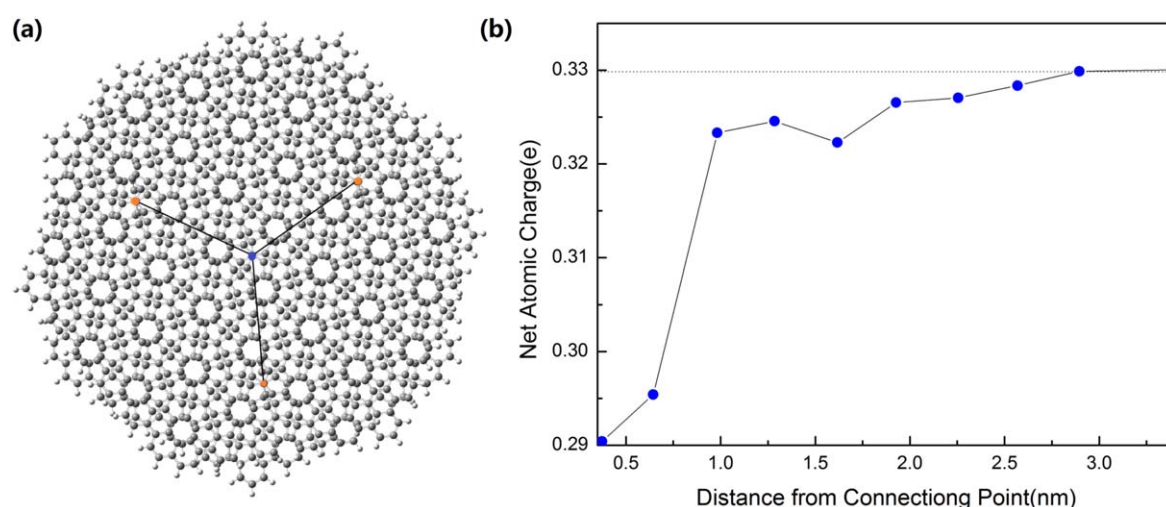 (a)
(b)
Net Atomic Charge(e)
0.33
0.32
0.31
0.30
0.29
0.5
1.0
1.5
2.0
2.5
3.0
Distance from Connectiong Point(nm)